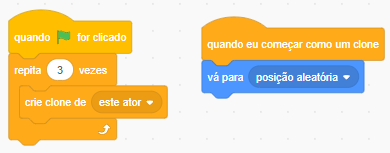 quando for clicado
repita 3 vezes
crie clone de este ator
quando eu começar como um clone
vá para posição aleatória